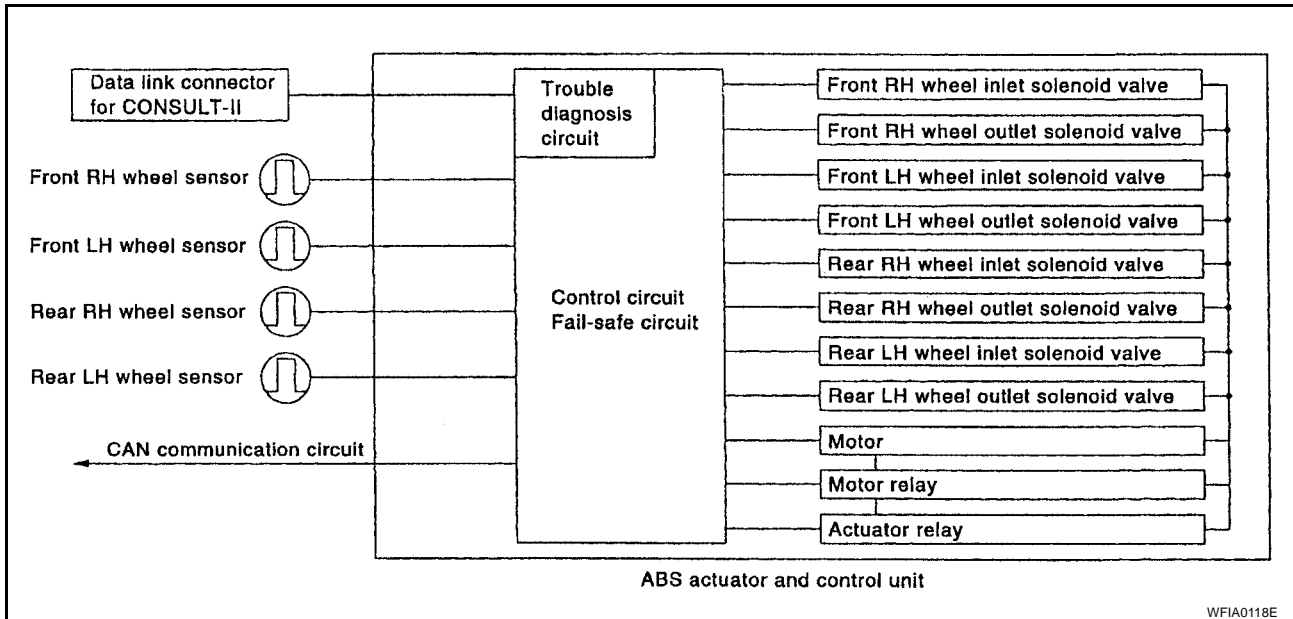 Data link connector
for CONSULT-II
Front RH wheel sensor
Front LH wheel sensor
Rear RH wheel sensor
Rear LH wheel sensor
CAN communication circuit
Trouble
diagnosis
circuit
Control circuit
Fail-safe circuit
Front RH wheel inlet solenoid valve
Front RH wheel outlet solenoid valve
Front LH wheel inlet solenoid valve
Front LH wheel outlet solenoid valve
Rear RH wheel inlet solenoid valve
Rear RH wheel outlet solenoid valve
Rear LH wheel inlet solenoid valve
Rear LH wheel outlet solenoid valve
Motor
Motor relay
Actuator relay
ABS actuator and control unit
WFIA0118E